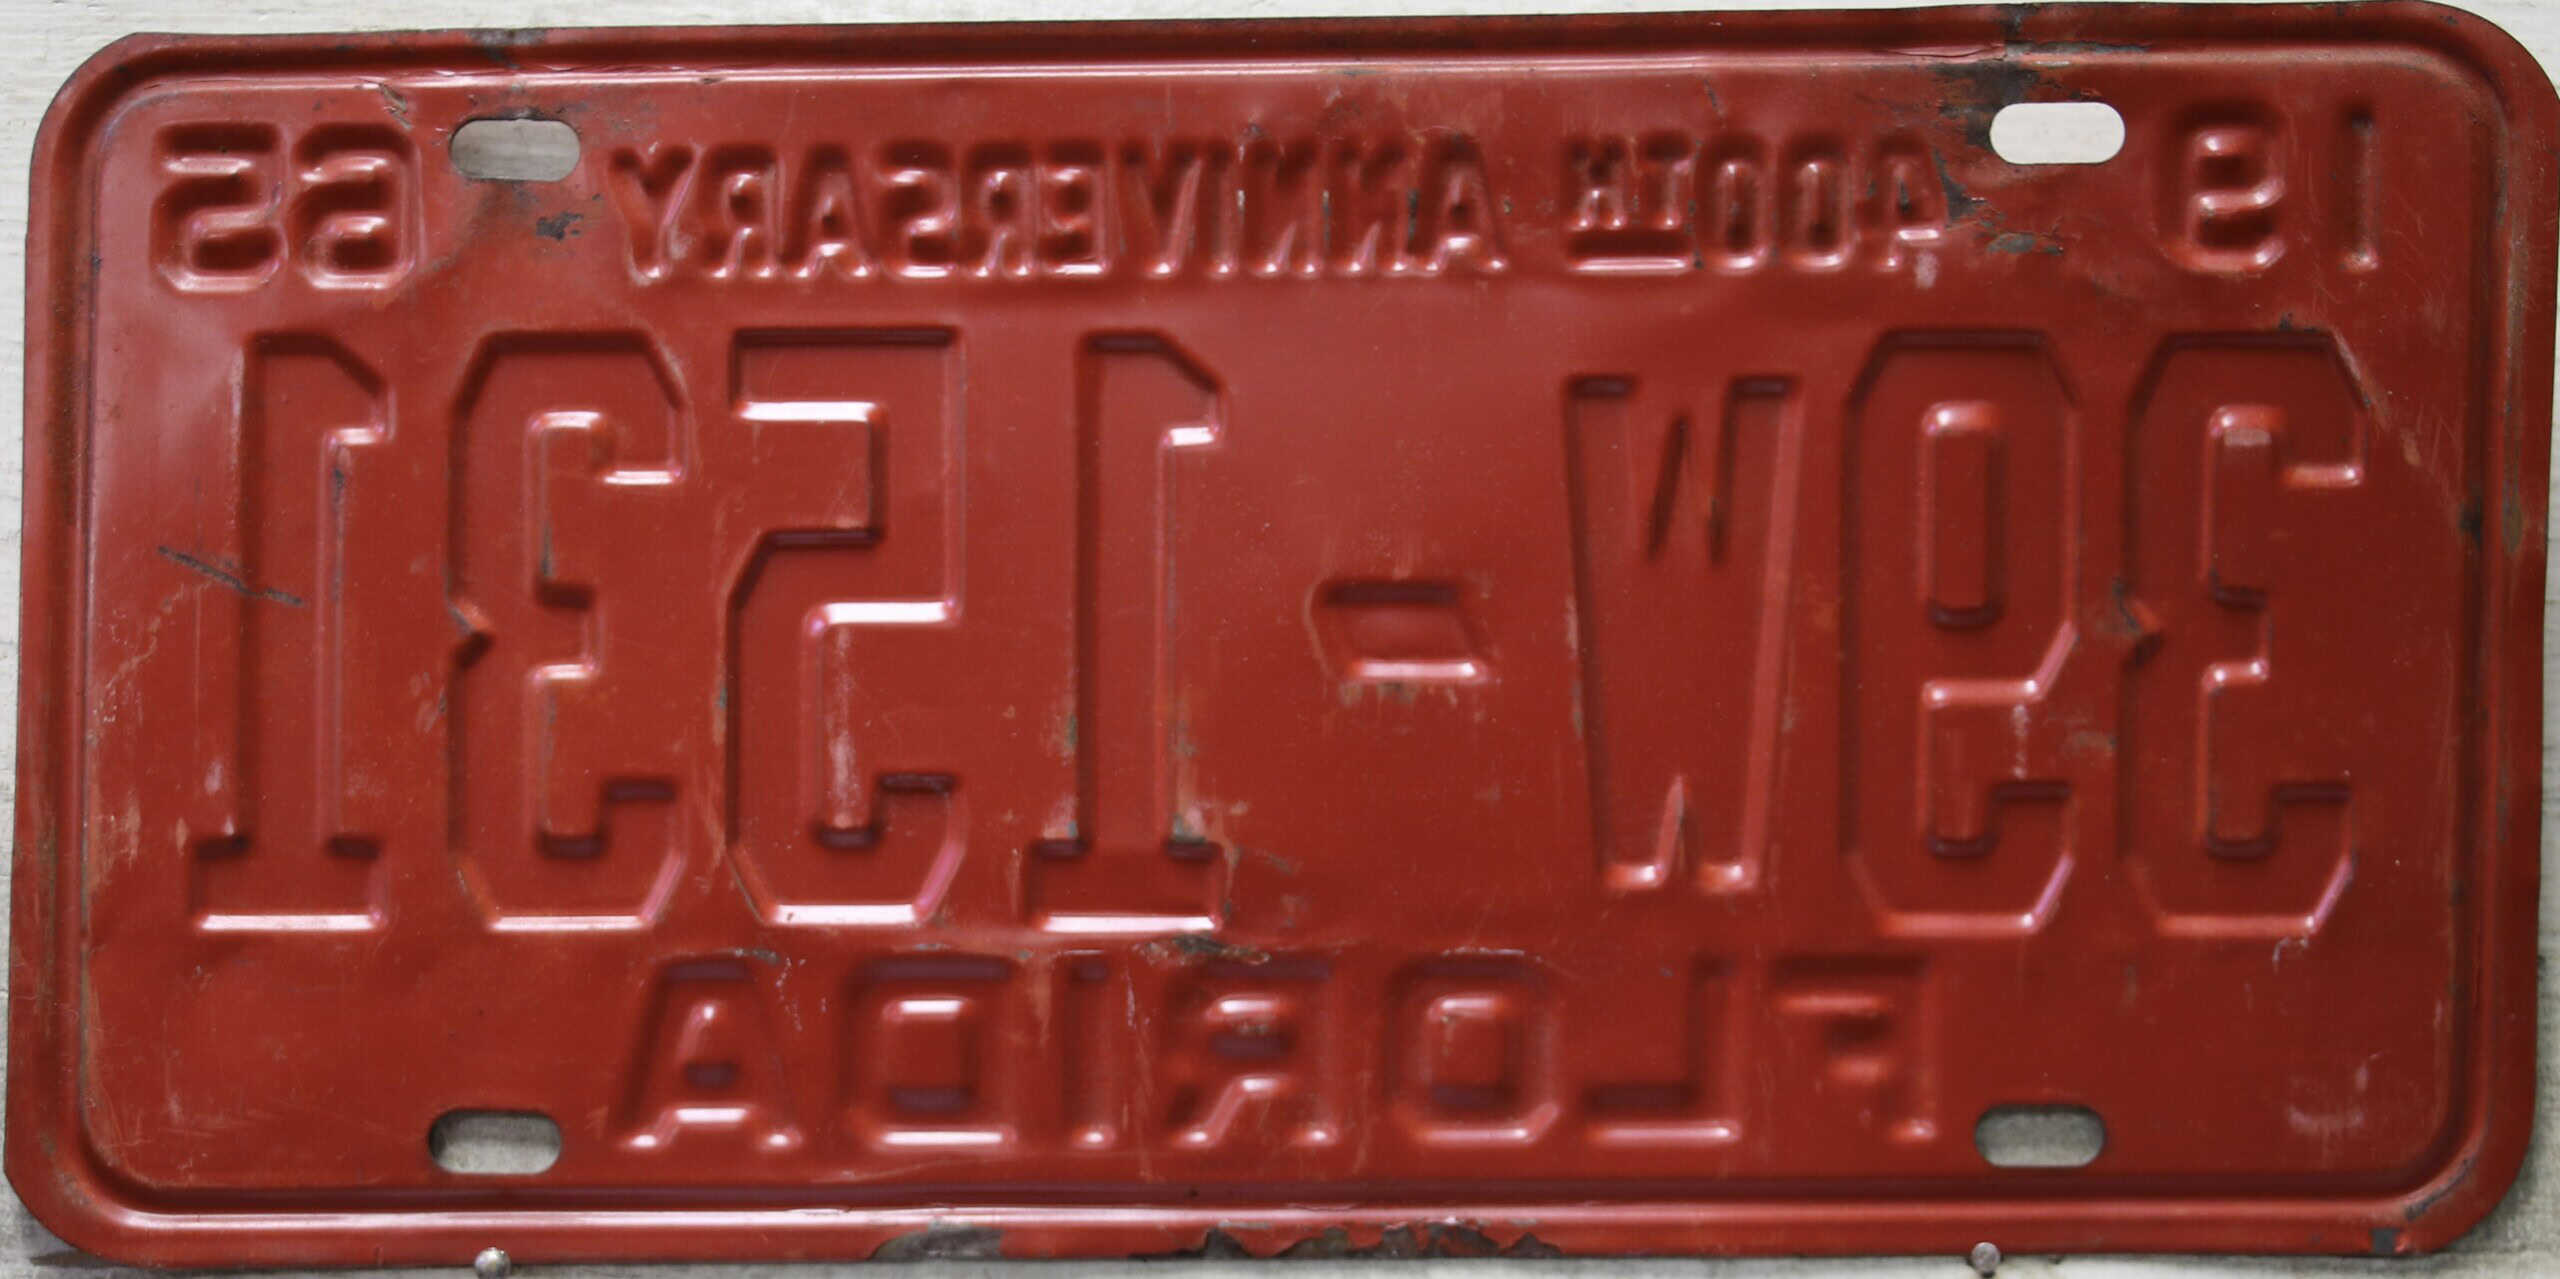 19 400TH ANNIVERSARY 65
39W-1531
FLORIDA